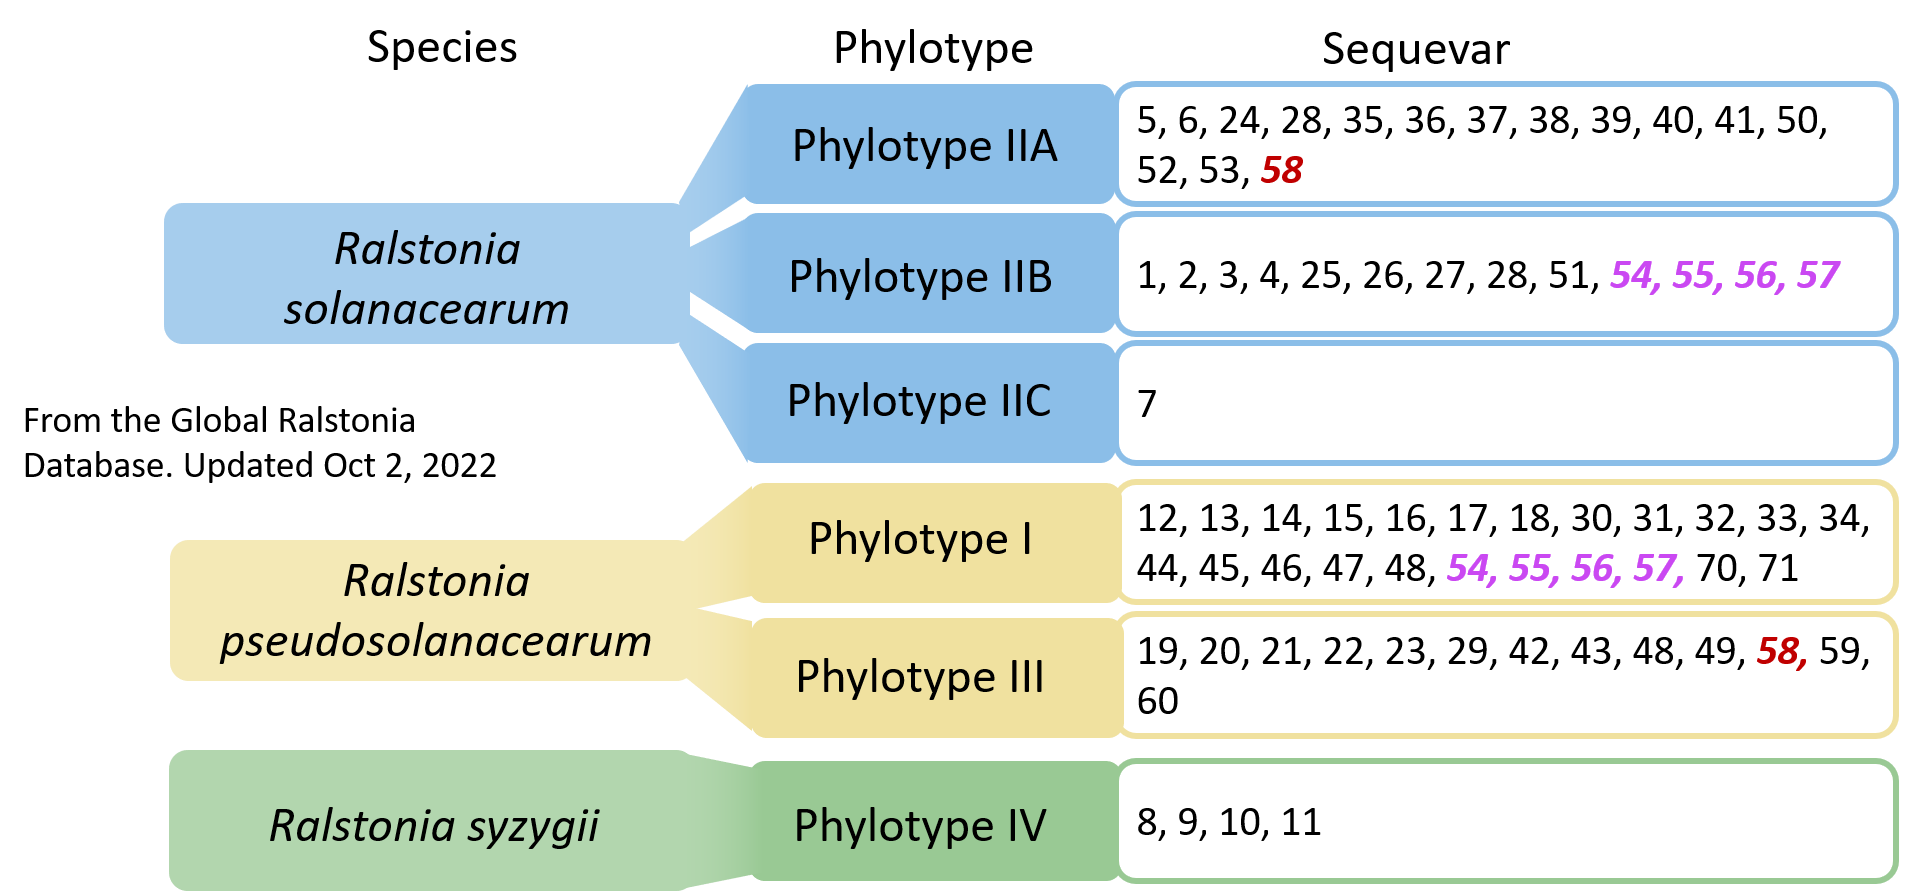 Species
Phylotype
Sequevar
Ralstonia
solanacearum
Phylotype IIA
5, 6, 24, 28, 35, 36, 37, 38, 39, 40, 41, 50,
52, 53, 58
Phylotype IIB
1, 2, 3, 4, 25, 26, 27, 28, 51, 54, 55, 56, 57
Phylotype IIC
7
From the Global Ralstonia
Database. Updated Oct 2, 2022
Ralstonia
pseudosolanacearum
Phylotype I
12, 13, 14, 15, 16, 17, 18, 30, 31, 32, 33, 34,
44, 45, 46, 47, 48, 54, 55, 56, 57, 70, 71
Phylotype III
19, 20, 21, 22, 23, 29, 42, 43, 48, 49, 58, 59,
60
Ralstonia syzygii
Phylotype IV
8, 9, 10, 11